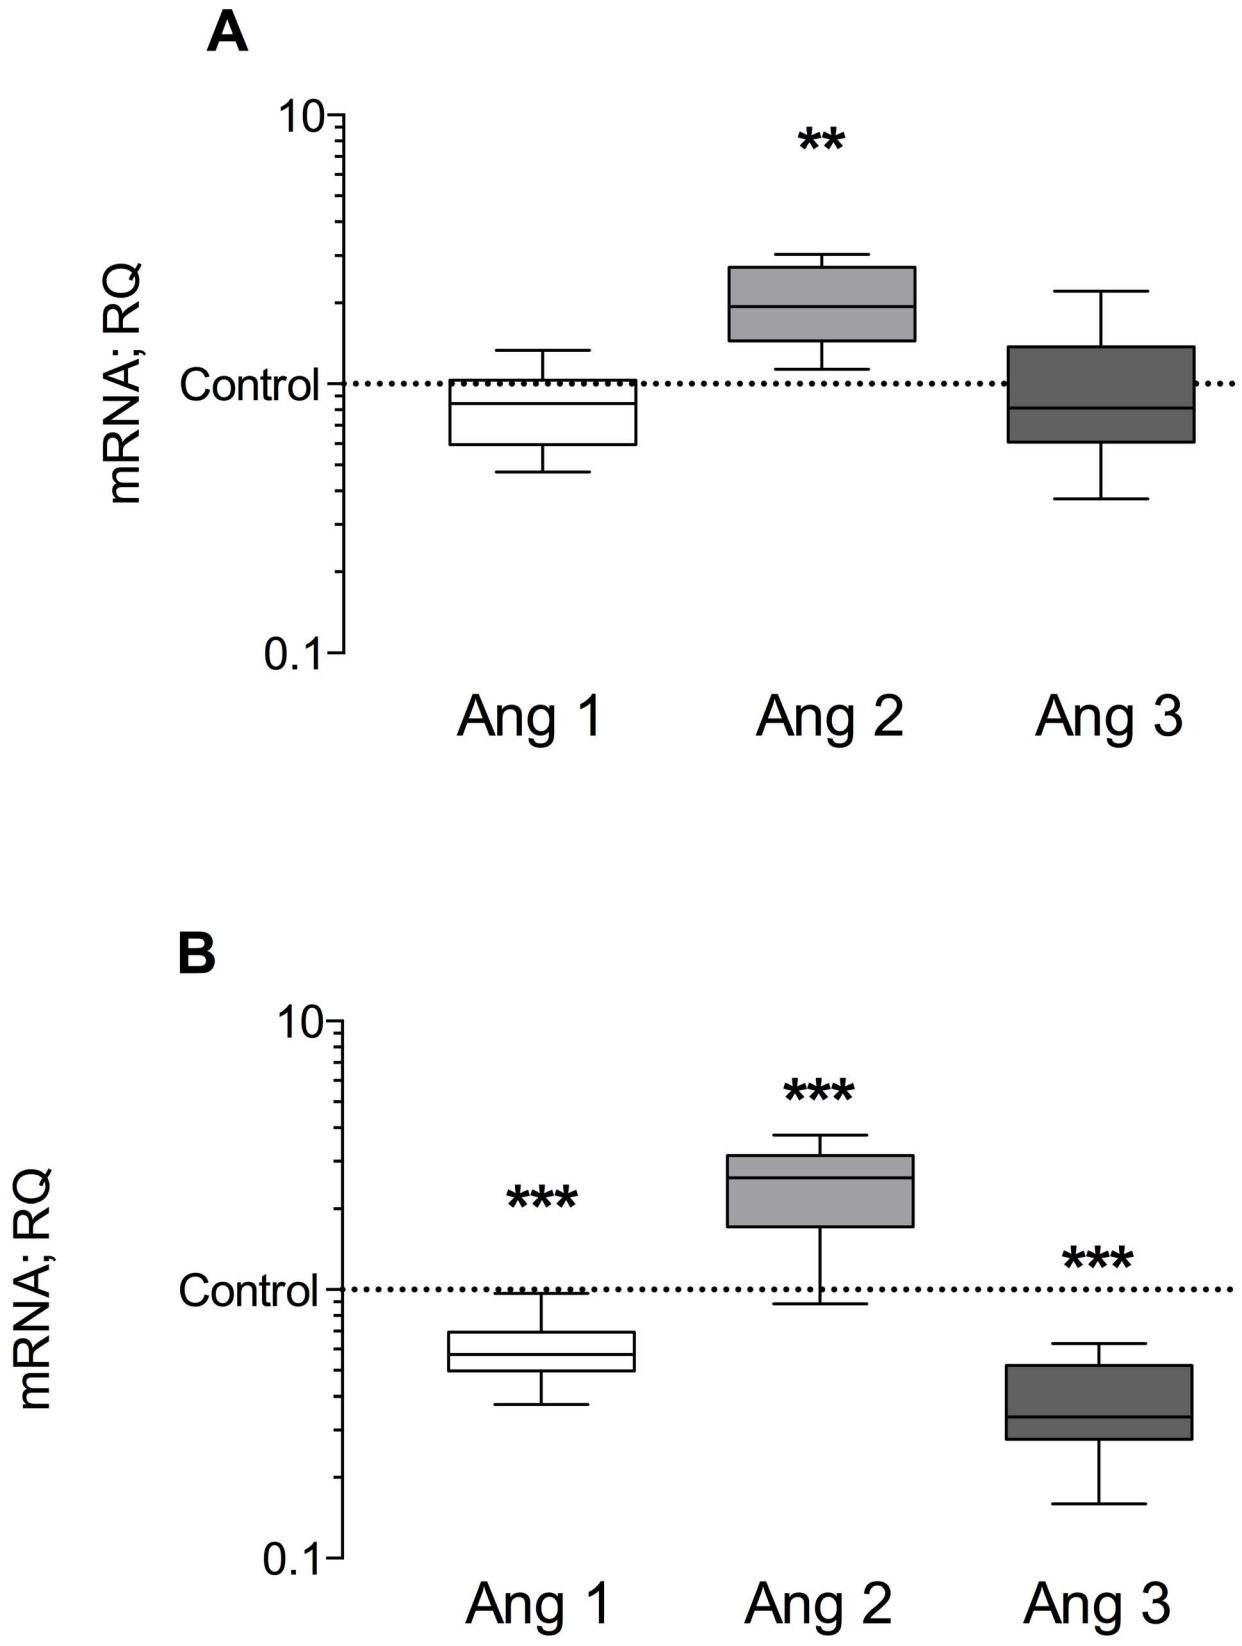 A
10
**
mRNA; RQ
Control
0.1
Ang 1 Ang 2 Ang 3
B
10
***
***
***
mRNA; RQ
Control
0.1
Ang 1 Ang 2 Ang 3